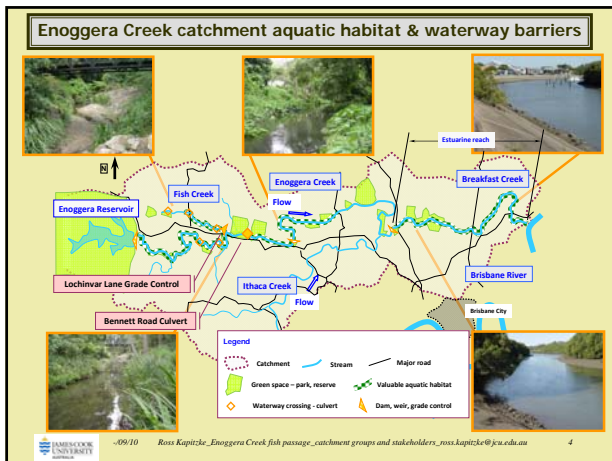 Enoggera Creek catchment aquatic habitat & waterway barriers
Estuarine reach
N
Fish Creek
Enoggera Creek
Breakfast Creek
Flow
Enoggera Reservoir
Lochinvar Lane Grade Control
Ithaca Creek
Brisbane River
Flow
Bennett Road Culvert
Brisbane City
Legend
Catchment
Stream
Major road
Green space – park, reserve
Valuable aquatic habitat
Waterway crossing - culvert
Dam, weir, grade control
JAMES COOK
UNIVERSITY
AUSTRALIA
-/09/10 Ross Kapitzke_Enoggera Creek fish passage_catchment groups and stakeholders_ross.kapitzke@jcu.edu.au 4